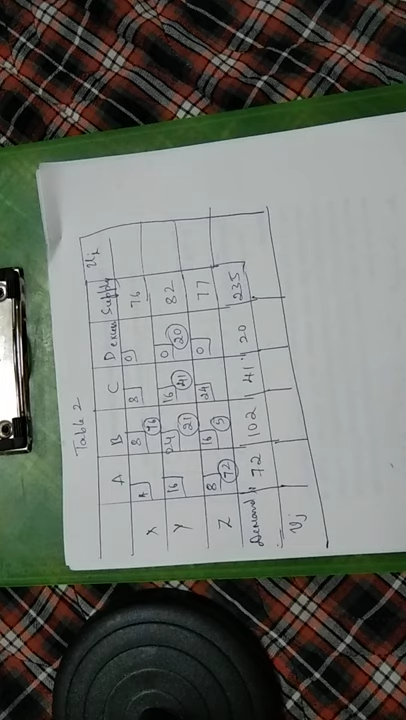 Table 2
A B C Dcum Supply Ui
X 4 8 76 8 0 76
Y 16 24 21 16 41 0 20 82
Z 8 72 16 5 24 0 77
Demand 72 102 41 20 235
Vj